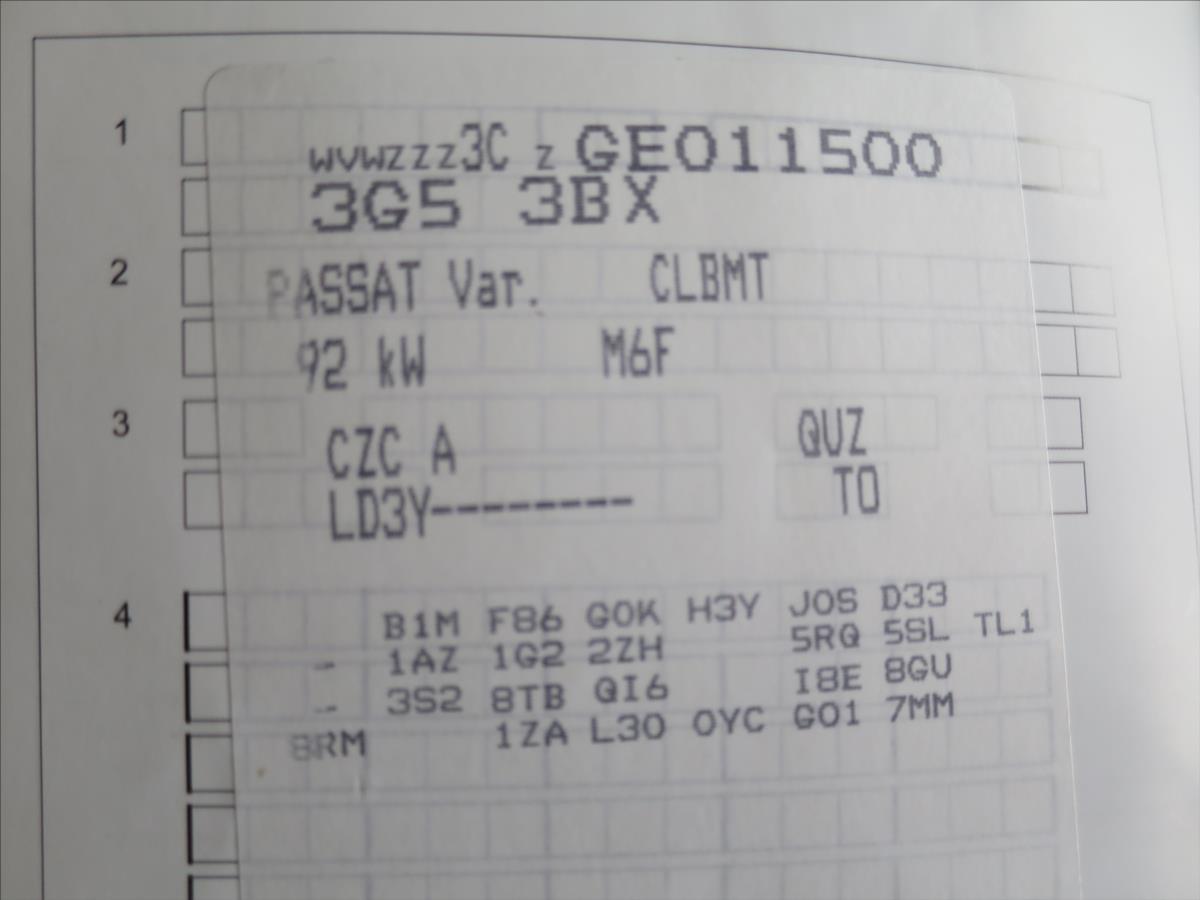 1 wvwzzz3C z GE011500
3G5 3BX
2 PASSAT Var. CLBMT
92 kW M6F
3 CZC A QUZ
LD3Y--------- TO
4 B1M F86 G0K H3Y J0S D33
- 1AZ 1G2 2ZH 5RQ 5SL TL1
- 3S2 8TB QI6 I8E 8GU
8RM 1ZA L30 0YC G01 7MM